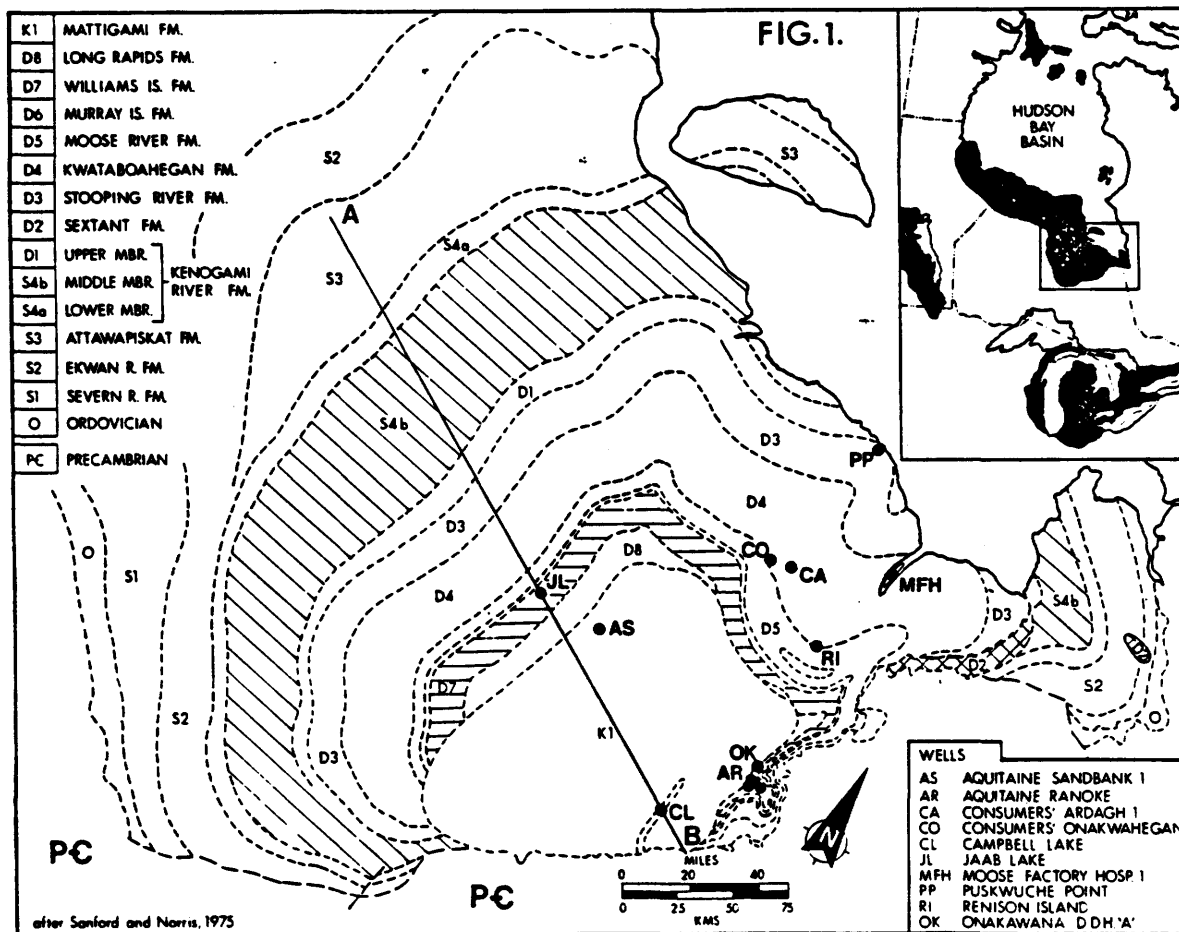 FIG.1.
K1 MATTIGAMI FM.
D8 LONG RAPIDS FM.
D7 WILLIAMS IS. FM.
D6 MURRAY IS. FM.
D5 MOOSE RIVER FM.
D4 KWATABOAHEGAN FM.
D3 STOOPING RIVER FM.
D2 SEXTANT FM.
D1 UPPER MBR.
S4b MIDDLE MBR.
S4a LOWER MBR.
KENOGAMI
RIVER FM.
S3 ATTAWAPISKAT FM.
S2 EKWAN R. FM.
S1 SEVERN R. FM.
O ORDOVICIAN
P€ PRECAMBRIAN
HUDSON
BAY
BASIN
S2
A
S3
S4a
S3
S4b
D1
D3
PP
D3
D4
O
S1
D8
CO
CA
JL
D4
MFH
AS
D5
D3
S4b
RI
D2
S2
D7
S2
K1
O
D3
OK
AR
CL
B
N
P€
P€
MILES
0 20 40
0 25 50 75
KMS
WELLS
AS AQUITAINE SANDBANK 1
AR AQUITAINE RANOKE
CA CONSUMERS' ARDAGH 1
CO CONSUMERS' ONAKWAHEGAN
CL CAMPBELL LAKE
JL JAAB LAKE
MFH MOOSE FACTORY HOSP. 1
PP PUSKWUCHE POINT
RI RENISON ISLAND
OK ONAKAWANA D.D.H. 'A'
after Sanford and Norris, 1975